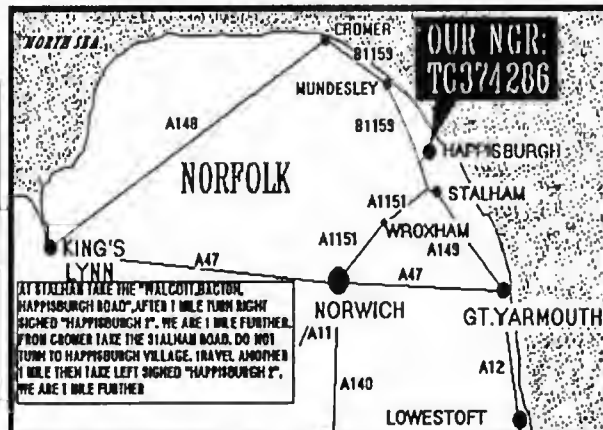 NORTH SEA
CROMER
OUR NGR:
TG374286
B1159
MUNDESLEY
A148
B1159
HAPPISBURGH
NORFOLK
A1151
STALHAM
WROXHAM
KING'S
LYNN
A1151
A149
A47
A47
AT STALHAM TAKE THE "WALCOTT,BACTON,
HAPPISBURGH ROAD",AFTER 1 MILE TURN RIGHT
SIGNED "HAPPISBURGH 2". WE ARE 1 MILE FURTHER.
FROM CROMER TAKE THE STALHAM ROAD. DO NOT
TURN TO HAPPISBURGH VILLAGE. TRAVEL ANOTHER
1 MILE THEN TAKE LEFT SIGNED "HAPPISBURGH 2".
WE ARE 1 MILE FURTHER
NORWICH
GT.YARMOUTH
A11
A140
A12
LOWESTOFT